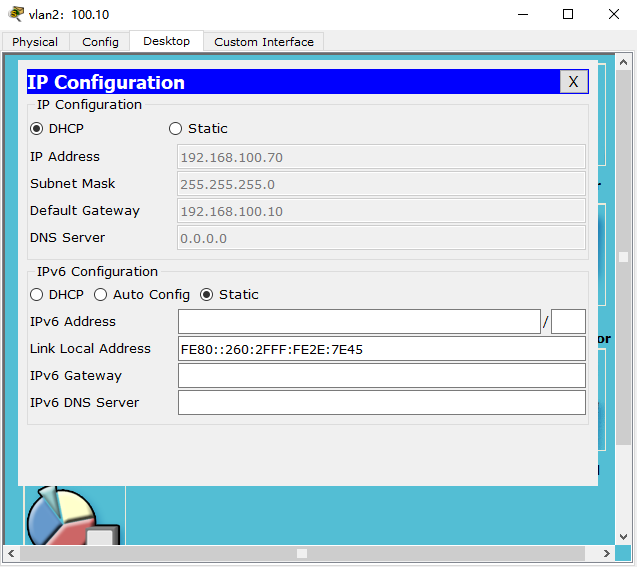 vlan2: 100.10
Physical Config Desktop Custom Interface
IP Configuration X
IP Configuration
DHCP Static
IP Address 192.168.100.70
Subnet Mask 255.255.255.0
Default Gateway 192.168.100.10
DNS Server 0.0.0.0
IPv6 Configuration
DHCP Auto Config Static
IPv6 Address /
Link Local Address FE80::260:2FFF:FE2E:7E45
IPv6 Gateway
IPv6 DNS Server